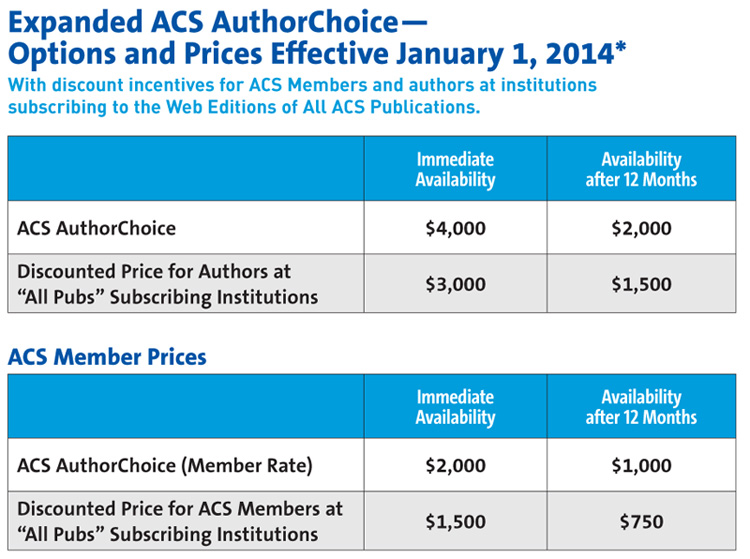 Expanded ACS AuthorChoice—
Options and Prices Effective January 1, 2014*
With discount incentives for ACS Members and authors at institutions
subscribing to the Web Editions of All ACS Publications.
Immediate
Availability
Availability
after 12 Months
ACS AuthorChoice
$4,000
$2,000
Discounted Price for Authors at
“All Pubs” Subscribing Institutions
$3,000
$1,500
ACS Member Prices
Immediate
Availability
Availability
after 12 Months
ACS AuthorChoice (Member Rate)
$2,000
$1,000
Discounted Price for ACS Members at
“All Pubs” Subscribing Institutions
$1,500
$750